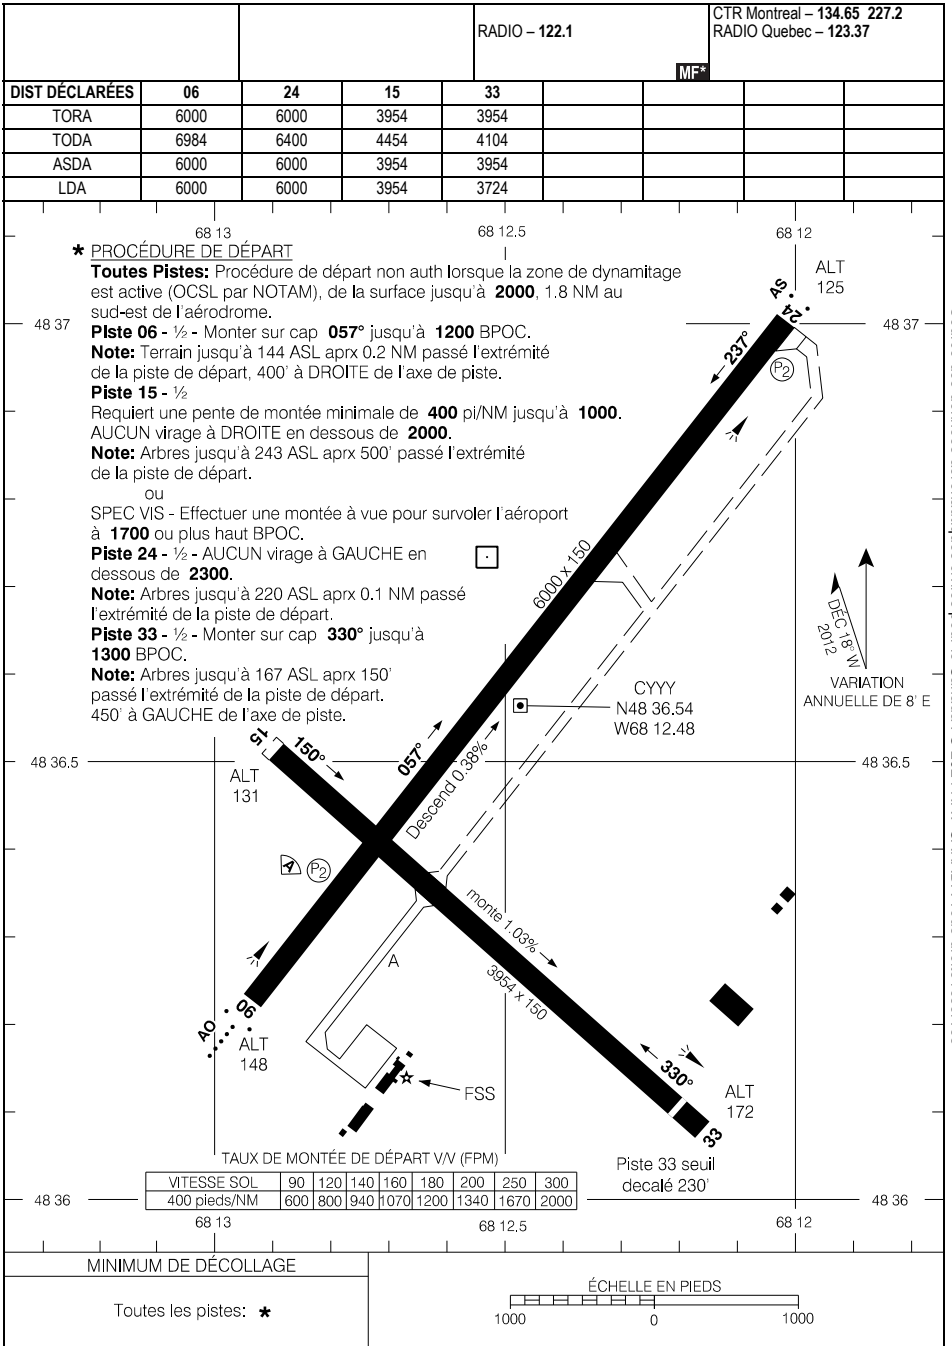 RADIO – 122.1
MF*
CTR Montreal – 134.65 227.2
RADIO Quebec – 123.37
DIST DÉCLARÉES 06 24 15 33
TORA 6000 6000 3954 3954
TODA 6984 6400 4454 4104
ASDA 6000 6000 3954 3954
LDA 6000 6000 3954 3724
68 13 68 12.5 68 12
* PROCÉDURE DE DÉPART
Toutes Pistes: Procédure de départ non auth lorsque la zone de dynamitage
est active (OCSL par NOTAM), de la surface jusqu'à 2000, 1.8 NM au
sud-est de l'aérodrome.
Piste 06 - ½ - Monter sur cap 057° jusqu'à 1200 BPOC.
Note: Terrain jusqu'à 144 ASL aprx 0.2 NM passé l'extrémité
de la piste de départ, 400' à DROITE de l'axe de piste.
Piste 15 - ½
Requiert une pente de montée minimale de 400 pi/NM jusqu'à 1000.
AUCUN virage à DROITE en dessous de 2000.
Note: Arbres jusqu'à 243 ASL aprx 500' passé l'extrémité
de la piste de départ.
ou
SPEC VIS - Effectuer une montée à vue pour survoler l'aéroport
à 1700 ou plus haut BPOC.
Piste 24 - ½ - AUCUN virage à GAUCHE en
dessous de 2300.
Note: Arbres jusqu'à 220 ASL aprx 0.1 NM passé
l'extrémité de la piste de départ.
Piste 33 - ½ - Monter sur cap 330° jusqu'à
1300 BPOC.
Note: Arbres jusqu'à 167 ASL aprx 150'
passé l'extrémité de la piste de départ.
450' à GAUCHE de l'axe de piste.
48 37
48 37
AS
ALT
125
24
237°
P2
6000 x 150
DÉC 18° W
2012
VARIATION
ANNUELLE DE 8' E
CYYY
N48 36.54
W68 12.48
48 36.5
48 36.5
15
150°
ALT
131
057°
Descend 0.38%
A
P2
monte 1.03%
3954 x 150
A
AO
06
ALT
148
FSS
330°
ALT
172
33
Piste 33 seuil
decalé 230'
TAUX DE MONTÉE DE DÉPART V/V (FPM)
VITESSE SOL 90 120 140 160 180 200 250 300
400 pieds/NM 600 800 940 1070 1200 1340 1670 2000
48 36
48 36
68 13 68 12.5 68 12
MINIMUM DE DÉCOLLAGE
Toutes les pistes: *
ÉCHELLE EN PIEDS
1000 0 1000